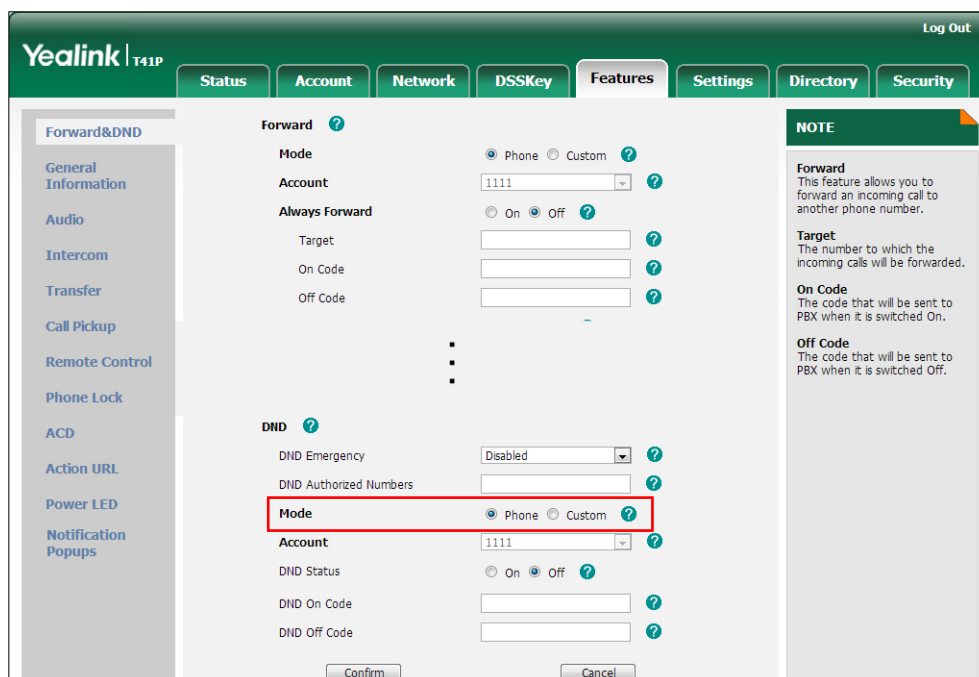 Log Out
Yealink T41P
Status Account Network DSSKey Features Settings Directory Security
Forward&DND
General
Information
Audio
Intercom
Transfer
Call Pickup
Remote Control
Phone Lock
ACD
Action URL
Power LED
Notification
Popups
Forward ?
Mode Phone Custom ?
Account 1111 ?
Always Forward On Off ?
Target ?
On Code ?
Off Code ?
DND ?
DND Emergency Disabled ?
DND Authorized Numbers ?
Mode Phone Custom ?
Account 1111 ?
DND Status On Off ?
DND On Code ?
DND Off Code ?
Confirm Cancel
NOTE
Forward
This feature allows you to
forward an incoming call to
another phone number.
Target
The number to which the
incoming calls will be forwarded.
On Code
The code that will be sent to
PBX when it is switched On.
Off Code
The code that will be sent to
PBX when it is switched Off.